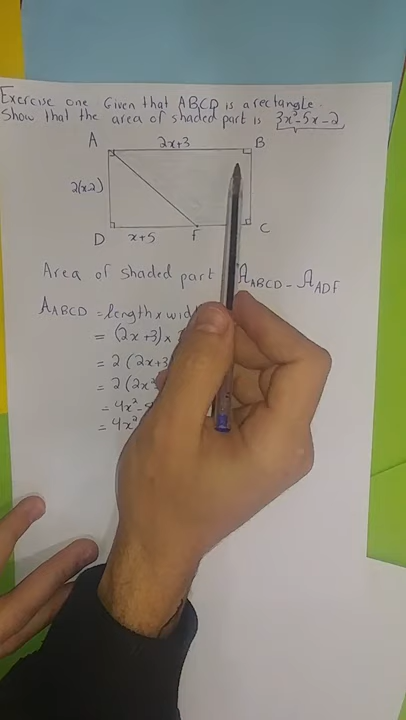 Exercise one Given that ABCD is a rectangle.
Show that the area of shaded part is 3x²-5x-2
A
2x+3
B
2(x-2)
D
x+5
F
C
Area of shaded part A_ABCD - A_ADF
A_ABCD = length x
= (2x+3) x
= 2 (2x+3
= 2 (2x²
= 4x²
= 4x²